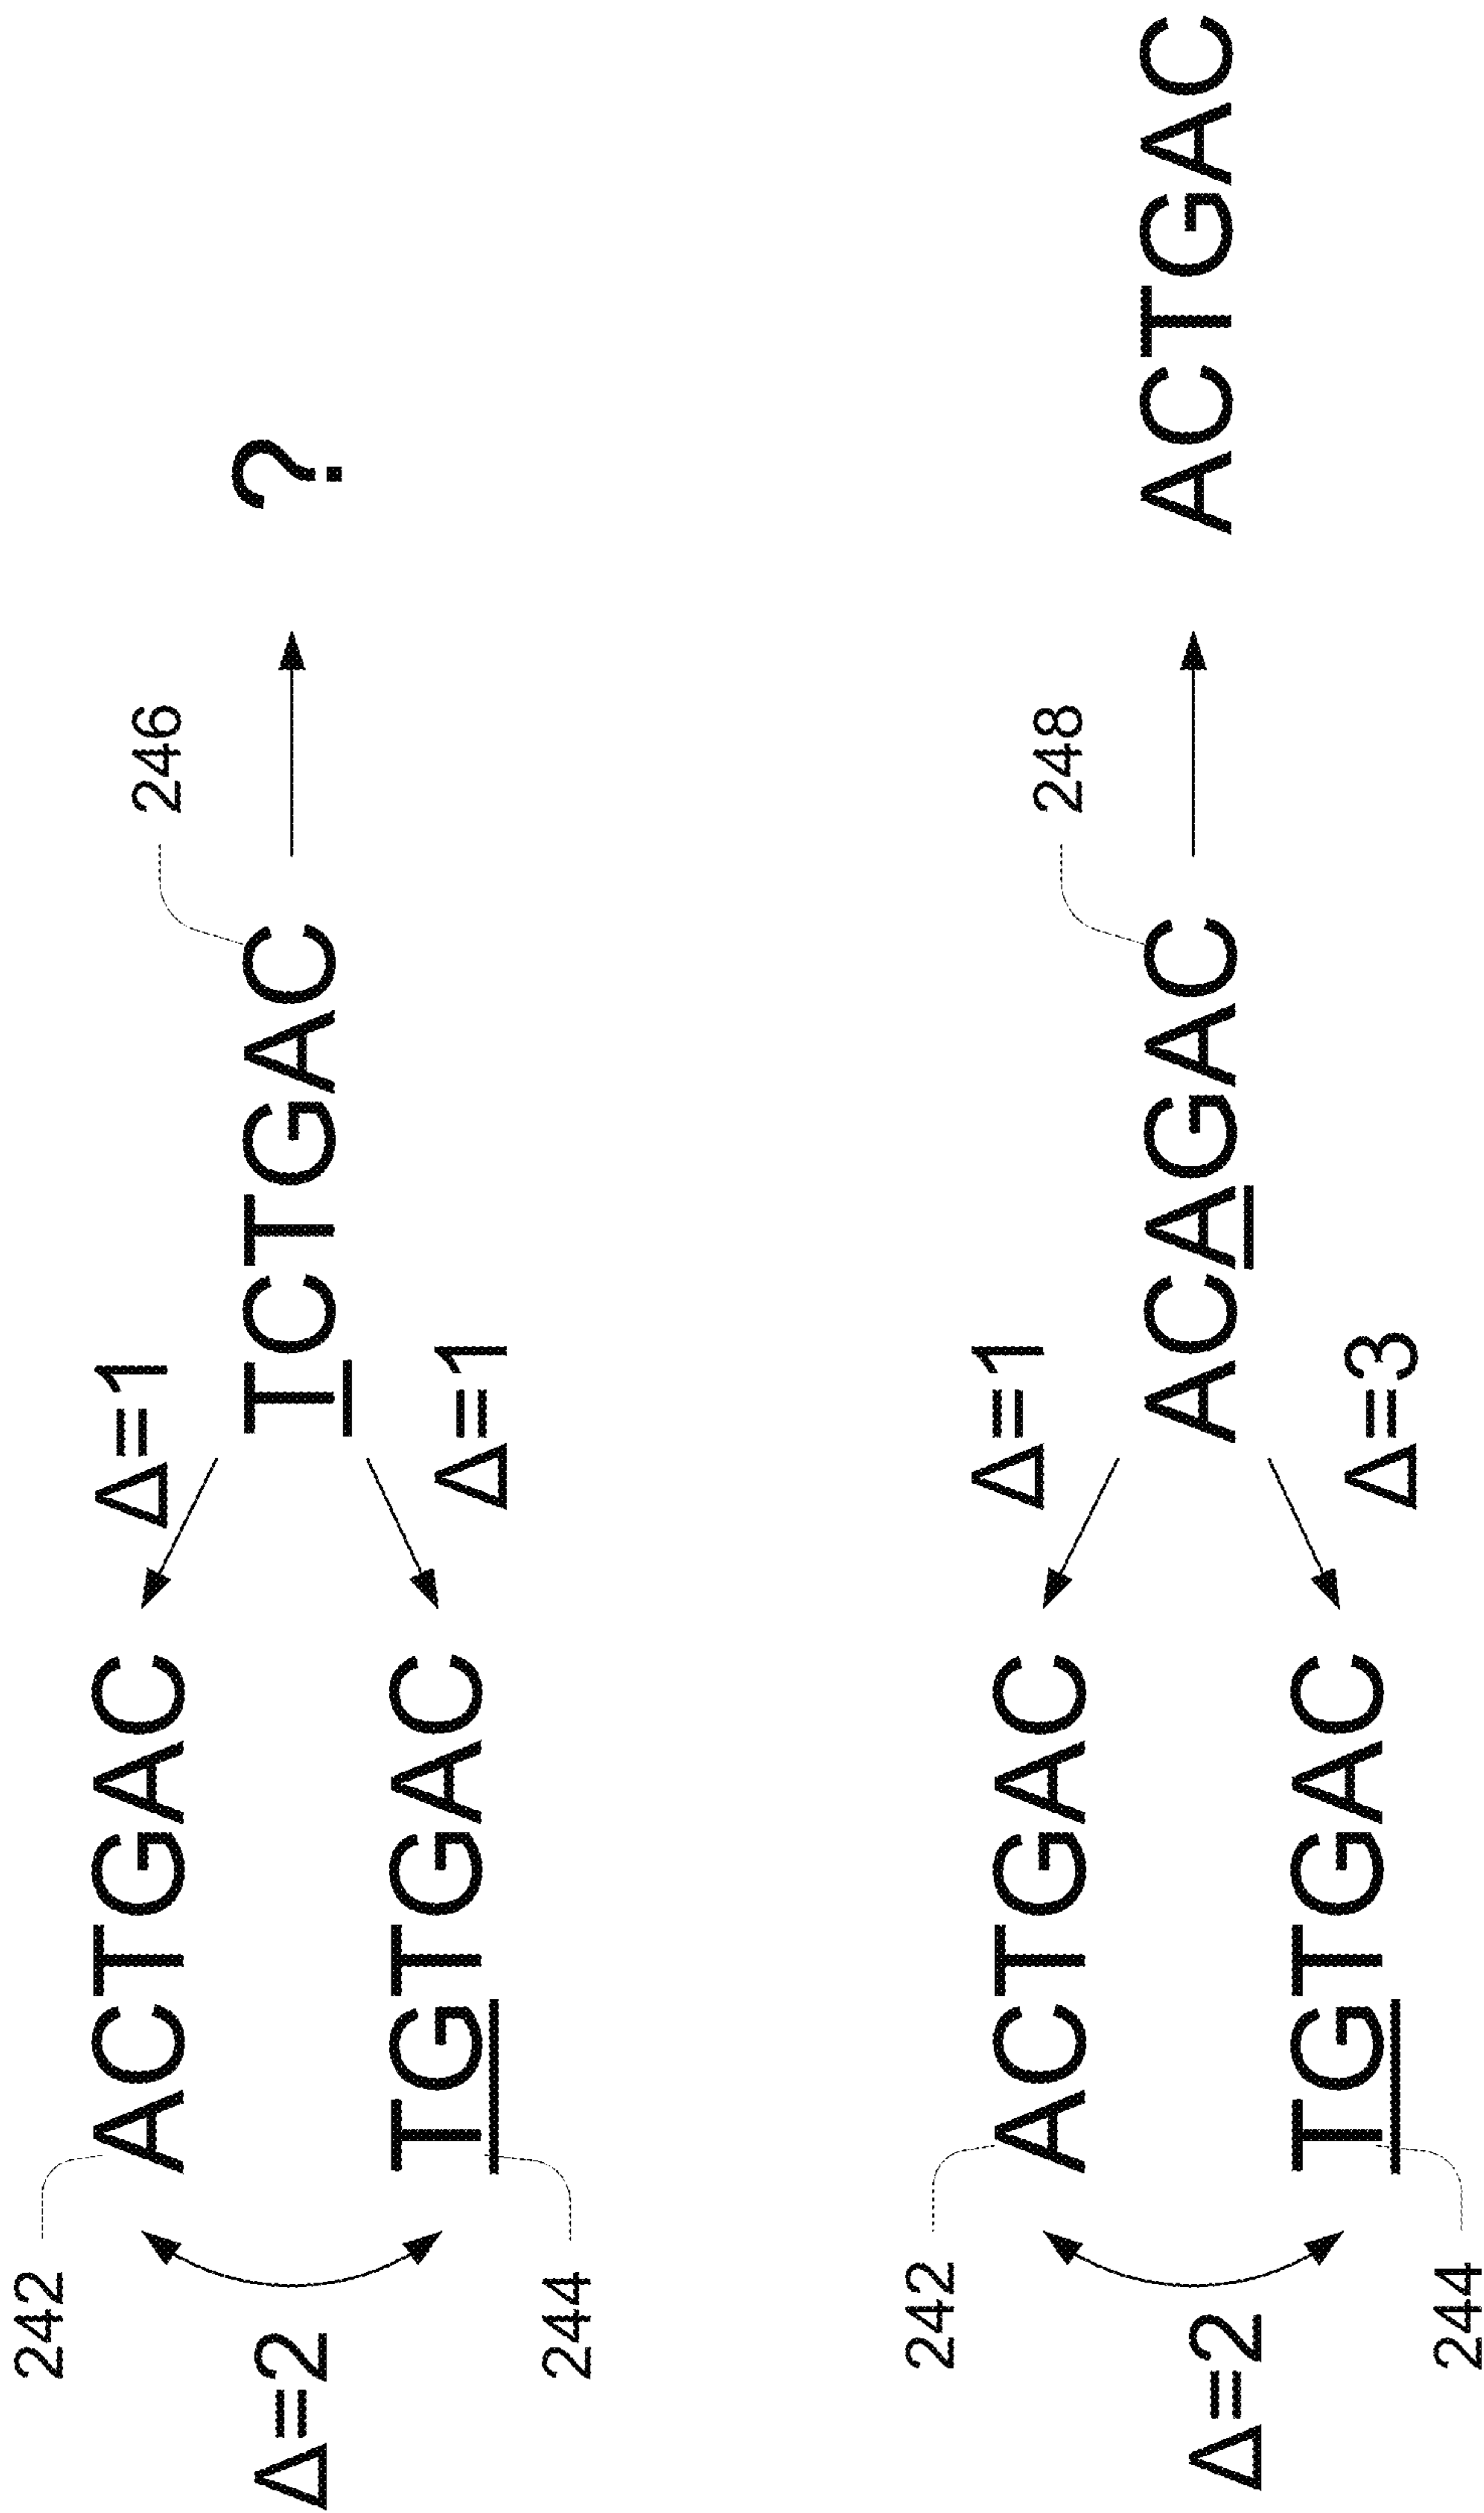 242
ACTGAC
Δ=1
246
Δ=2
TCTGAC
?
244
TGTGAC
Δ=1
242
ACTGAC
Δ=1
248
Δ=2
ACAGAC
ACTGAC
244
TGTGAC
Δ=3